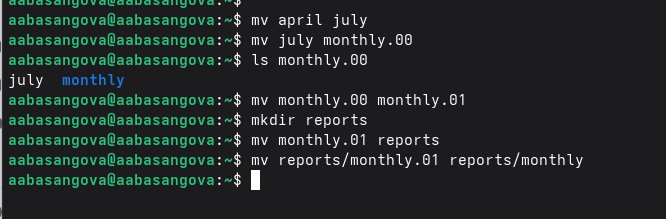 aabasangova@aabasangova:~$ mv april july
aabasangova@aabasangova:~$ mv july monthly.00
aabasangova@aabasangova:~$ ls monthly.00
july  monthly
aabasangova@aabasangova:~$ mv monthly.00 monthly.01
aabasangova@aabasangova:~$ mkdir reports
aabasangova@aabasangova:~$ mv monthly.01 reports
aabasangova@aabasangova:~$ mv reports/monthly.01 reports/monthly
aabasangova@aabasangova:~$